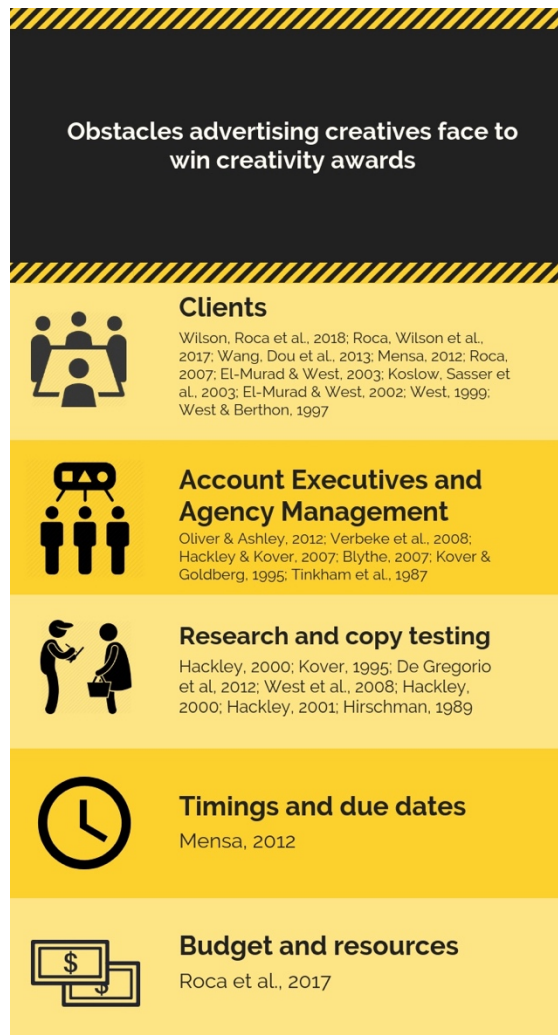 Obstacles advertising creatives face to
win creativity awards
Clients
Wilson, Roca et al., 2018; Roca, Wilson et al.,
2017; Wang, Dou et al., 2013; Mensa, 2012; Roca,
2007; El-Murad & West, 2003; Koslow, Sasser et
al., 2003; El-Murad & West, 2002; West, 1999;
West & Berthon, 1997
Account Executives and
Agency Management
Oliver & Ashley, 2012; Verbeke et al., 2008;
Hackley & Kover, 2007; Blythe, 2007; Kover &
Goldberg, 1995; Tinkham et al., 1987
Research and copy testing
Hackley, 2000; Kover, 1995; De Gregorio
et al, 2012; West et al., 2008; Hackley,
2000; Hackley, 2001; Hirschman, 1989
Timings and due dates
Mensa, 2012
Budget and resources
$
$
Roca et al., 2017